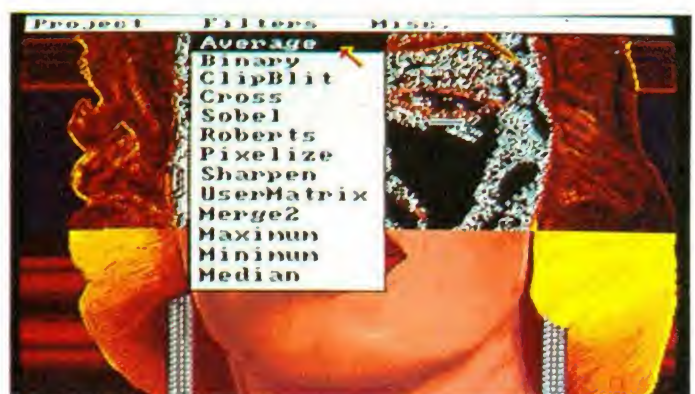 Project Filters Misc.
Average
Binary
ClipBlit
Cross
Sobel
Roberts
Pixelize
Sharpen
UserMatrix
Merge2
Maximum
Minimum
Median